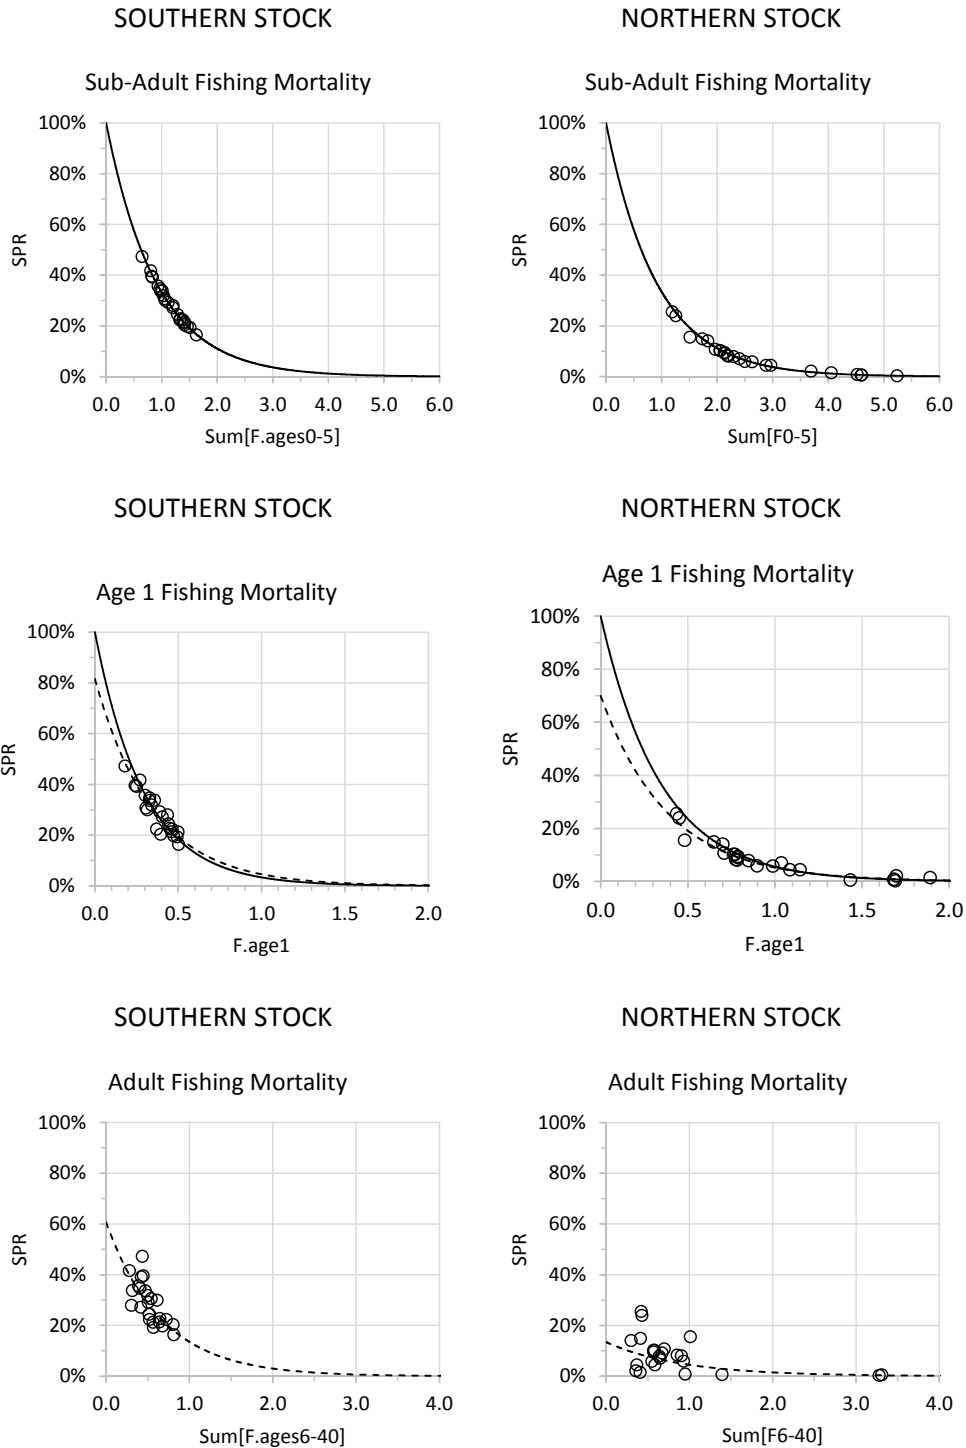 SOUTHERN STOCK
NORTHERN STOCK
Sub-Adult Fishing Mortality
Sub-Adult Fishing Mortality
100%
80%
60%
40%
20%
0%
SPR
0.0 1.0 2.0 3.0 4.0 5.0 6.0
Sum[F.ages0-5]
100%
80%
60%
40%
20%
0%
SPR
0.0 1.0 2.0 3.0 4.0 5.0 6.0
Sum[F0-5]
SOUTHERN STOCK
NORTHERN STOCK
Age 1 Fishing Mortality
Age 1 Fishing Mortality
100%
80%
60%
40%
20%
0%
SPR
0.0 0.5 1.0 1.5 2.0
F.age1
100%
80%
60%
40%
20%
0%
SPR
0.0 0.5 1.0 1.5 2.0
F.age1
SOUTHERN STOCK
NORTHERN STOCK
Adult Fishing Mortality
Adult Fishing Mortality
100%
80%
60%
40%
20%
0%
SPR
0.0 1.0 2.0 3.0 4.0
Sum[F.ages6-40]
100%
80%
60%
40%
20%
0%
SPR
0.0 1.0 2.0 3.0 4.0
Sum[F6-40]